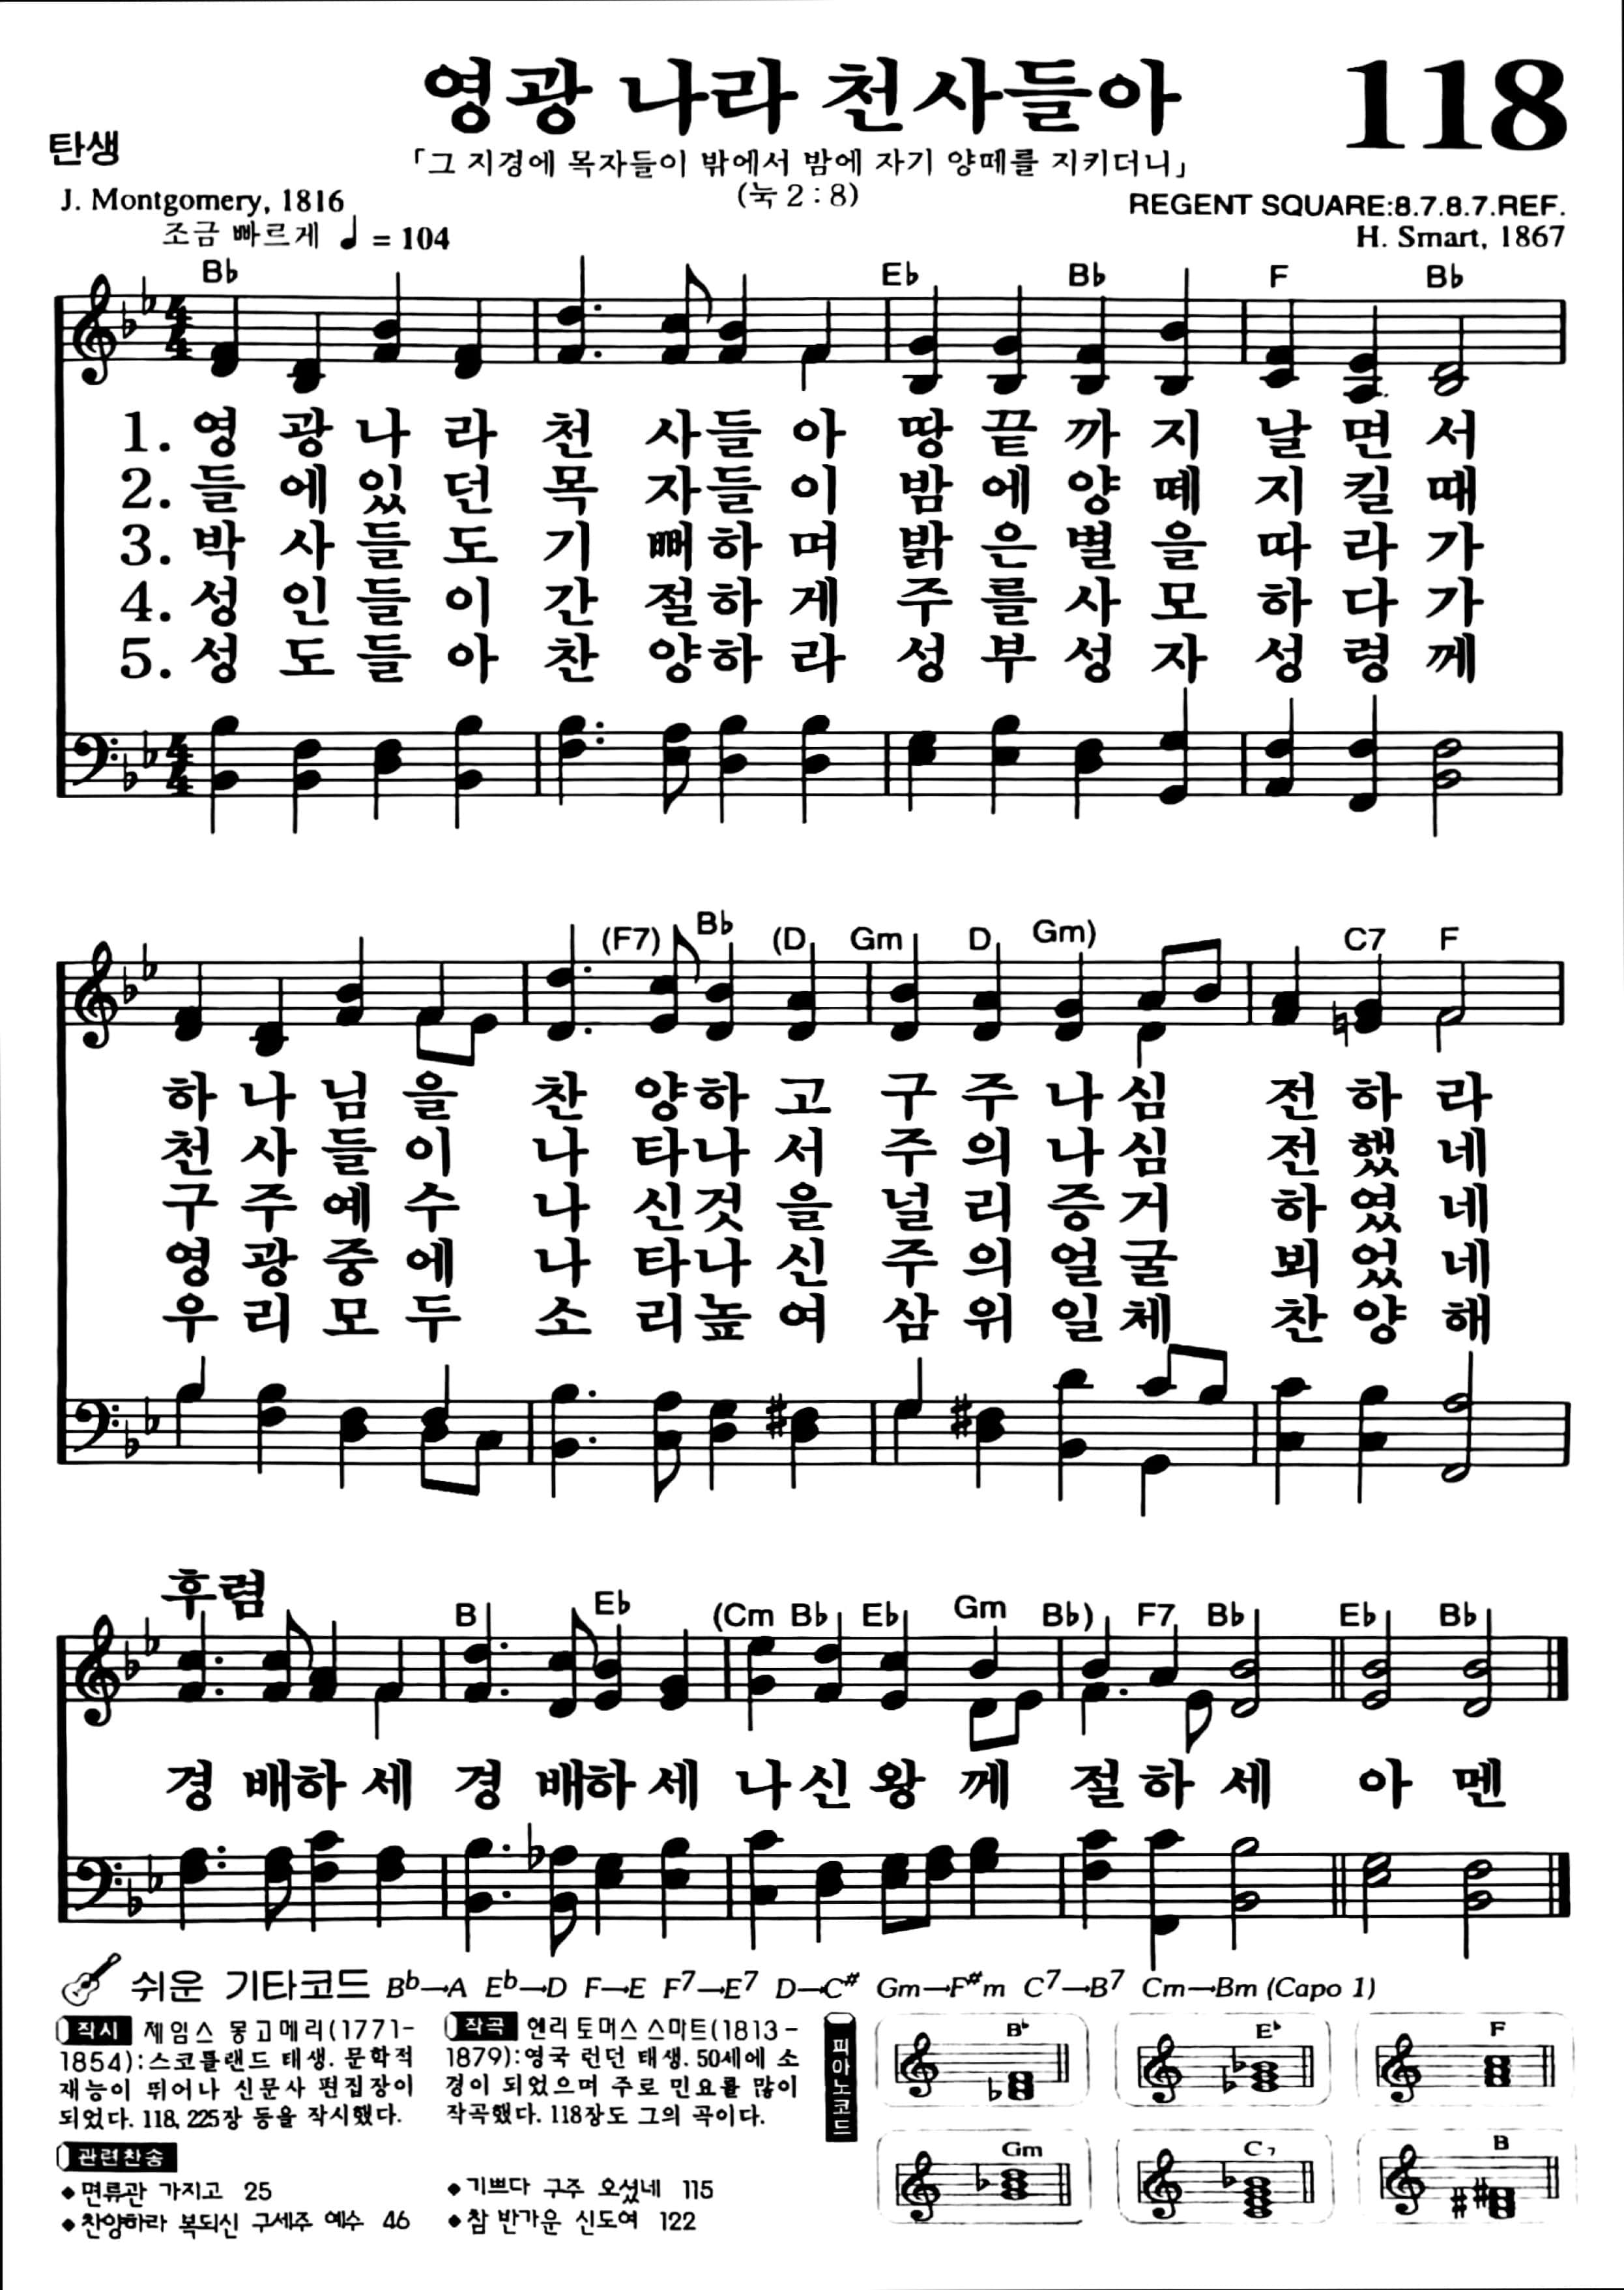 영광 나라 천사들아
118
탄생
「그 지경에 목자들이 밖에서 밤에 자기 양떼를 지키더니」
(눅 2 : 8)
J. Montgomery, 1816
REGENT SQUARE:8.7.8.7.REF.
조금 빠르게 ♩ = 104
H. Smart, 1867
B♭ E♭ B♭ F B♭
1. 영 광 나 라 천 사들 아 땅 끝 까 지 날 면 서
2. 들 에 있 던 목 자들 이 밤 에 양 떼 지 킬 때
3. 박 사 들 도 기 뻐하 며 밝 은 별 을 따 라 가
4. 성 인 들 이 간 절하 게 주 를 사 모 하 다 가
5. 성 도 들 아 찬 양하 라 성 부 성 자 성 령 께
(F7) B♭ (D Gm D Gm) C7 F
하 나 님 을 찬 양하 고 구 주 나 심 전 하 라
천 사 들 이 나 타나 서 주 의 나 심 전 했 네
구 주 예 수 나 신것 을 널 리 증 거 하 였 네
영 광 중 에 나 타나 신 주 의 얼 굴 뵈 었 네
우 리 모 두 소 리높 여 삼 위 일 체 찬 양 해
후렴
B E♭ (Cm B♭ E♭ Gm B♭) F7 B♭ E♭ B♭
경 배하 세 경 배하 세 나 신 왕 께 절 하 세 아 멘
쉬운 기타코드 B♭→A E♭→D F→E F7→E7 D→C# Gm→F#m C7→B7 Cm→Bm (Capo 1)
작시 제임스 몽고메리(1771-
1854):스코틀랜드 태생. 문학적
재능이 뛰어나 신문사 편집장이
되었다. 118, 225장 등을 작시했다.
작곡 헨리 토머스 스마트(1813-
1879):영국 런던 태생. 50세에 소
경이 되었으며 주로 민요를 많이
작곡했다. 118장도 그의 곡이다.
피아노코드
B♭ E♭ F
Gm C7 B
관련찬송
◆ 면류관 가지고 25
◆ 찬양하라 복되신 구세주 예수 46
◆ 기쁘다 구주 오셨네 115
◆ 참 반가운 신도여 122